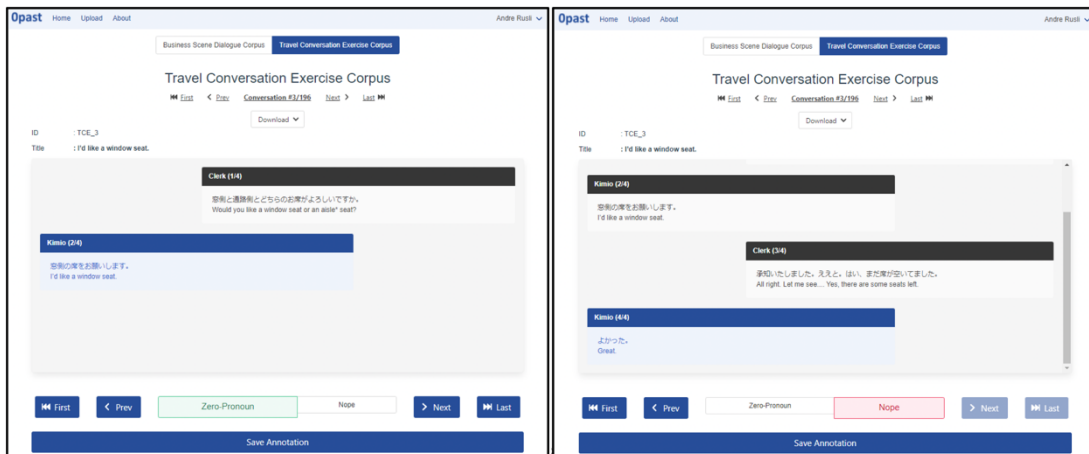 Opast Home Upload About Andre Rusli
Business Scene Dialogue Corpus Travel Conversation Exercise Corpus
Travel Conversation Exercise Corpus
First Prev Conversation #3/196 Next Last
Download
ID : TCE_3
Title : I'd like a window seat.
Clerk (1/4)
窓側と通路側とどちらのお席がよろしいですか。
Would you like a window seat or an aisle* seat?
Kimio (2/4)
窓側の席をお願いします。
I'd like a window seat.
First Prev Zero-Pronoun Nope Next Last
Save Annotation
Opast Home Upload About Andre Rusli
Business Scene Dialogue Corpus Travel Conversation Exercise Corpus
Travel Conversation Exercise Corpus
First Prev Conversation #3/196 Next Last
Download
ID : TCE_3
Title : I'd like a window seat.
Kimio (2/4)
窓側の席をお願いします。
I'd like a window seat.
Clerk (3/4)
承知いたしました。ええと。はい、まだ席が空いてました。
All right. Let me see.... Yes, there are some seats left.
Kimio (4/4)
よかった。
Great.
First Prev Zero-Pronoun Nope Next Last
Save Annotation